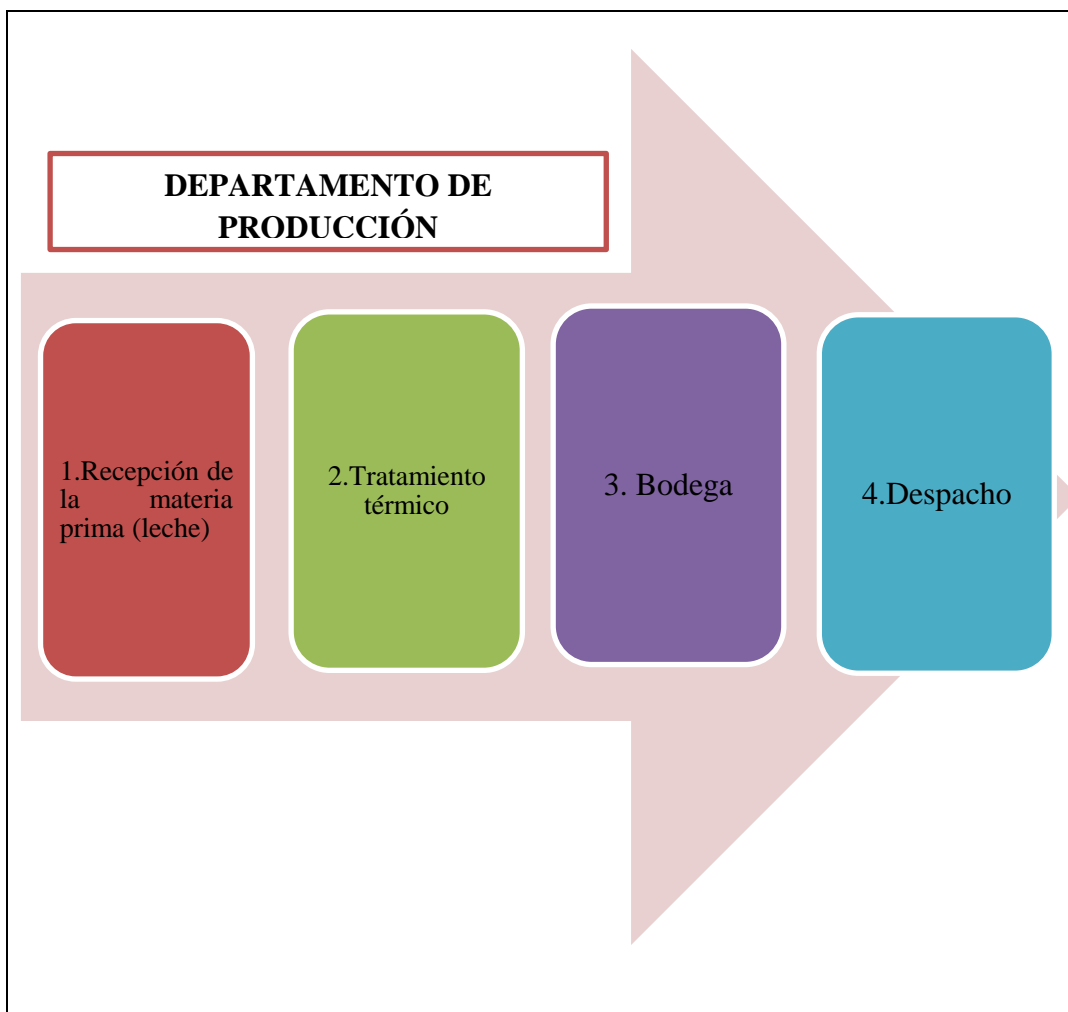 DEPARTAMENTO DE
PRODUCCIÓN
1.Recepción de
la materia
prima (leche)
2.Tratamiento
térmico
3. Bodega
4.Despacho